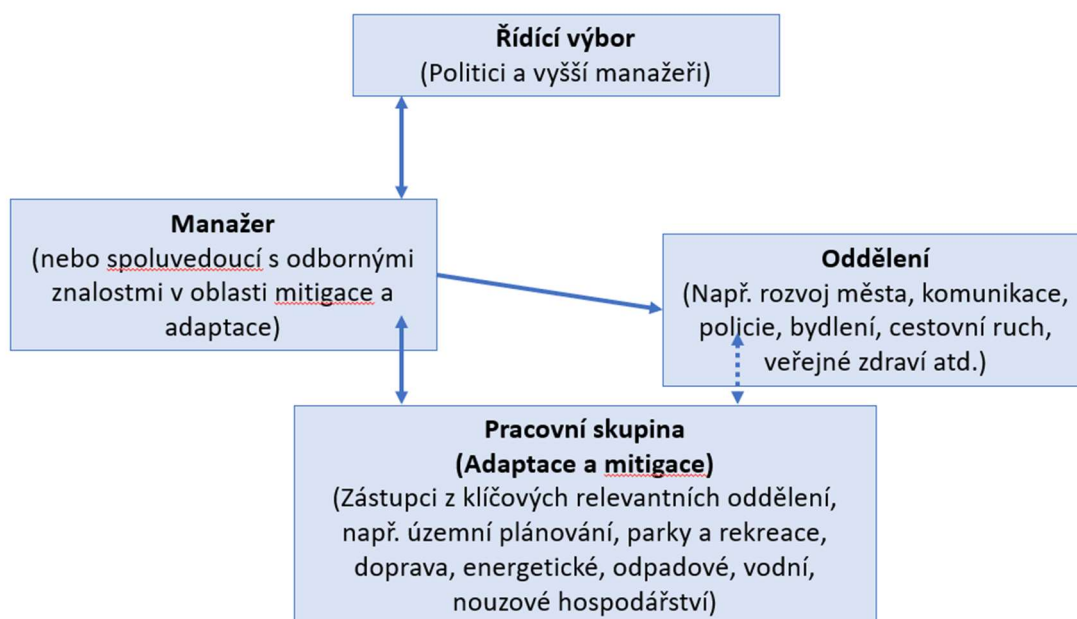 Řídící výbor
(Politici a vyšší manažeři)
Manažer
(nebo spoluvedoucí s odbornými
znalostmi v oblasti mitigace a
adaptace)
Oddělení
(Např. rozvoj města, komunikace,
policie, bydlení, cestovní ruch,
veřejné zdraví atd.)
Pracovní skupina
(Adaptace a mitigace)
(Zástupci z klíčových relevantních oddělení,
např. územní plánování, parky a rekreace,
doprava, energetické, odpadové, vodní,
nouzové hospodářství)